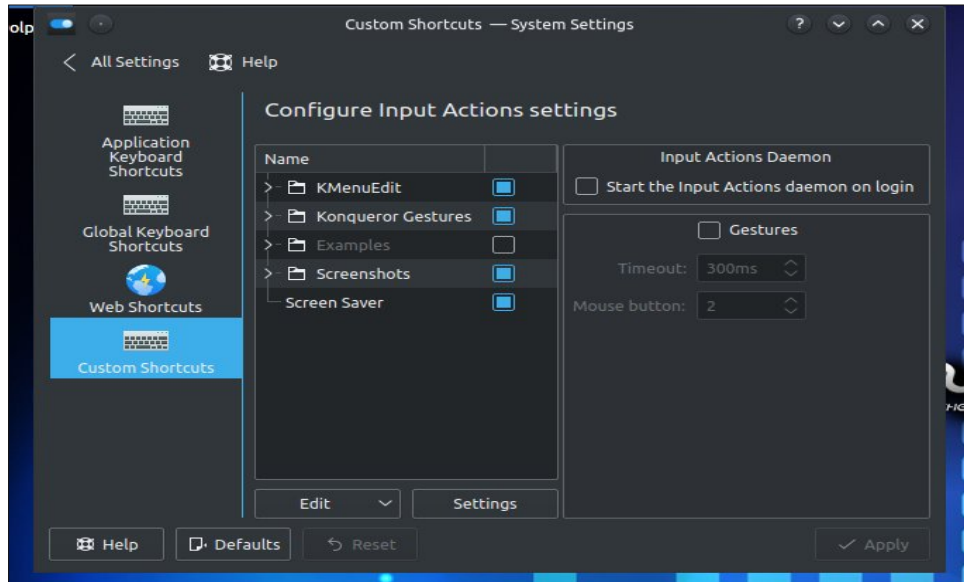 olp
Custom Shortcuts — System Settings
?
All Settings
Help
Configure Input Actions settings
Application
Keyboard
Shortcuts
Global Keyboard
Shortcuts
Web Shortcuts
Custom Shortcuts
Name
KMenuEdit
Konqueror Gestures
Examples
Screenshots
Screen Saver
Edit
Settings
Input Actions Daemon
Start the Input Actions daemon on login
Gestures
Timeout: 300ms
Mouse button: 2
Help
Defaults
Reset
Apply